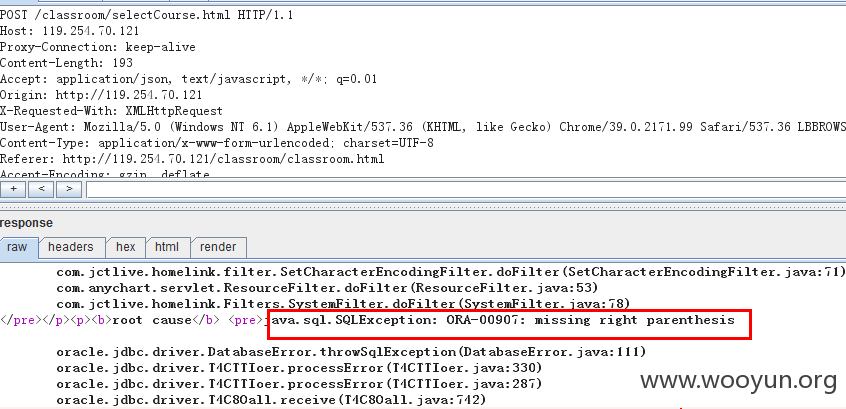 POST /classroom/selectCourse.html HTTP/1.1
Host: 119.254.70.121
Proxy-Connection: keep-alive
Content-Length: 193
Accept: application/json, text/javascript, */*; q=0.01
Origin: http://119.254.70.121
X-Requested-With: XMLHttpRequest
User-Agent: Mozilla/5.0 (Windows NT 6.1) AppleWebKit/537.36 (KHTML, like Gecko) Chrome/39.0.2171.99 Safari/537.36 LBBROWS
Content-Type: application/x-www-form-urlencoded; charset=UTF-8
Referer: http://119.254.70.121/classroom/classroom.html
Accept-Encoding: gzip, deflate
+ < >
response
raw headers hex html render
com.jctlive.homelink.filter.SetCharacterEncodingFilter.doFilter(SetCharacterEncodingFilter.java:71)
com.anychart.servlet.ResourceFilter.doFilter(ResourceFilter.java:53)
com.jctlive.homelink.Filters.SystemFilter.doFilter(SystemFilter.java:78)
</pre></p><p><b>root cause</b> <pre>java.sql.SQLException: ORA-00907: missing right parenthesis
oracle.jdbc.driver.DatabaseError.throwSqlException(DatabaseError.java:111)
oracle.jdbc.driver.T4CTTIoer.processError(T4CTTIoer.java:330)
oracle.jdbc.driver.T4CTTIoer.processError(T4CTTIoer.java:287)
oracle.jdbc.driver.T4C8Oall.receive(T4C8Oall.java:742)
www.wooyun.org